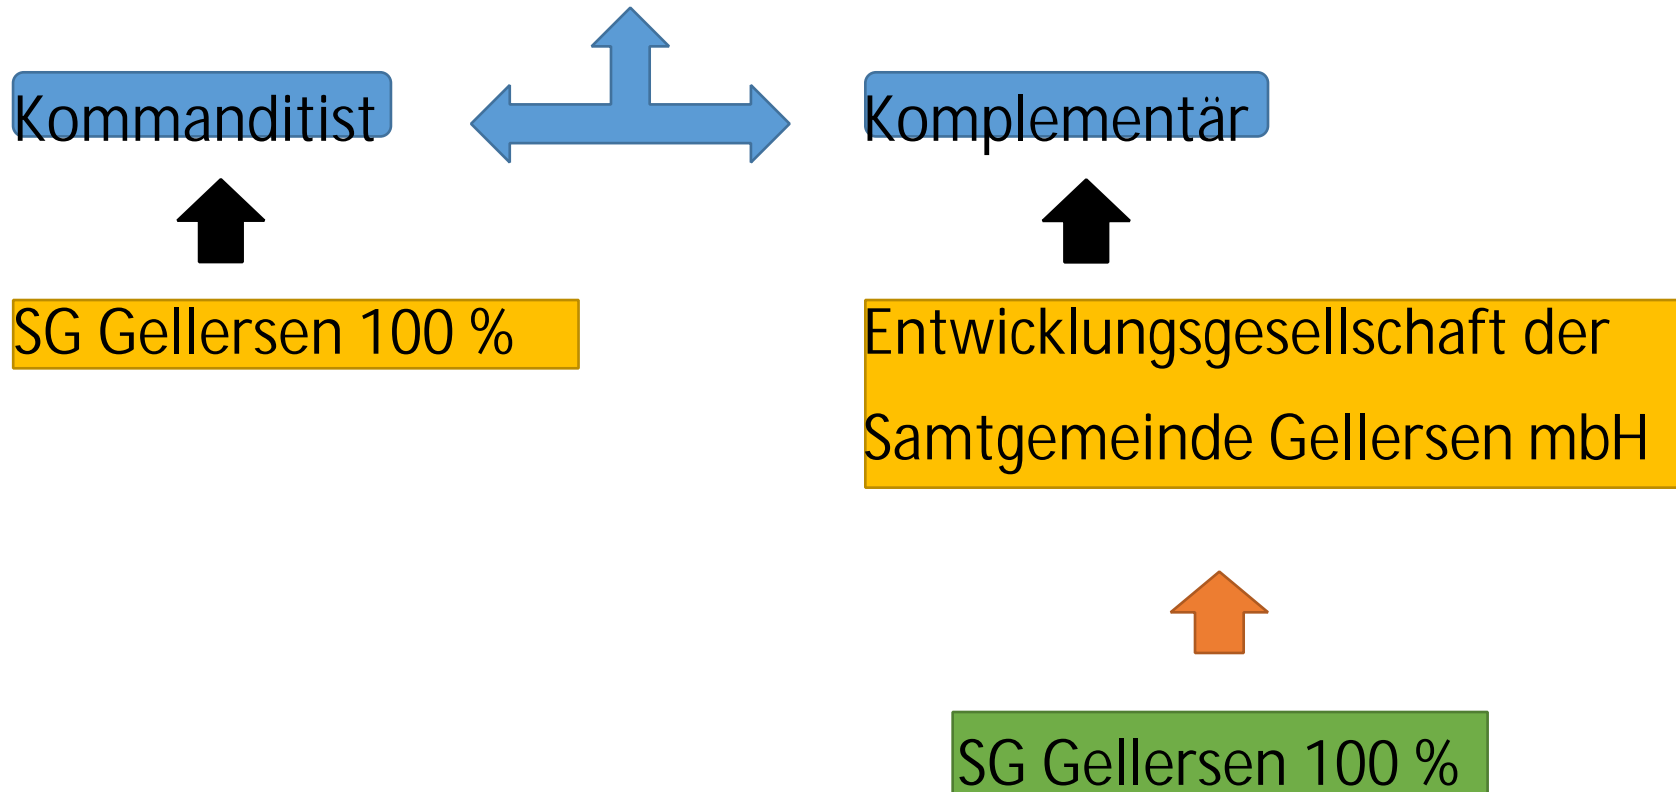 Kommanditist
Komplementär
SG Gellersen 100 %
Entwicklungsgesellschaft der
Samtgemeinde Gellersen mbH
SG Gellersen 100 %